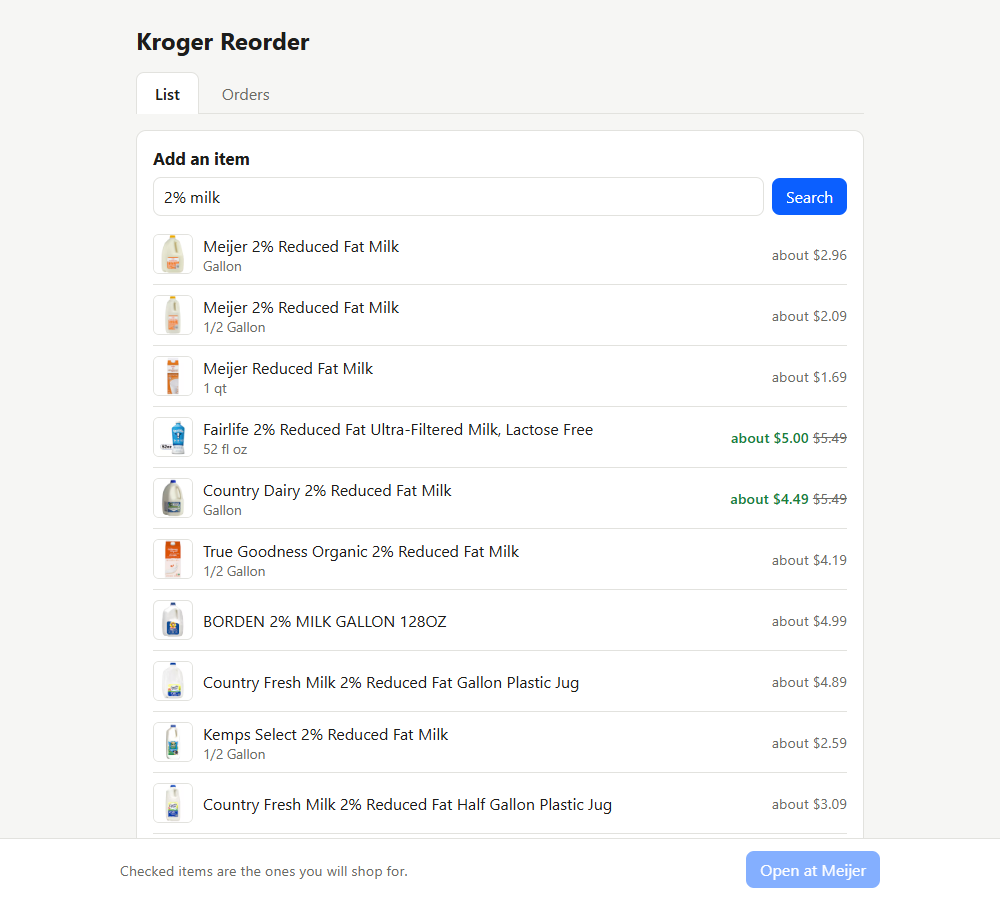 Kroger Reorder
List
Orders
Add an item
2% milk
Search
Meijer 2% Reduced Fat Milk
Gallon
about $2.96
Meijer 2% Reduced Fat Milk
1/2 Gallon
about $2.09
Meijer Reduced Fat Milk
1 qt
about $1.69
Fairlife 2% Reduced Fat Ultra-Filtered Milk, Lactose Free
52 fl oz
about $5.00 $5.49
Country Dairy 2% Reduced Fat Milk
Gallon
about $4.49 $5.49
True Goodness Organic 2% Reduced Fat Milk
1/2 Gallon
about $4.19
BORDEN 2% MILK GALLON 128OZ
about $4.99
Country Fresh Milk 2% Reduced Fat Gallon Plastic Jug
about $4.89
Kemps Select 2% Reduced Fat Milk
1/2 Gallon
about $2.59
Country Fresh Milk 2% Reduced Fat Half Gallon Plastic Jug
about $3.09
Checked items are the ones you will shop for.
Open at Meijer